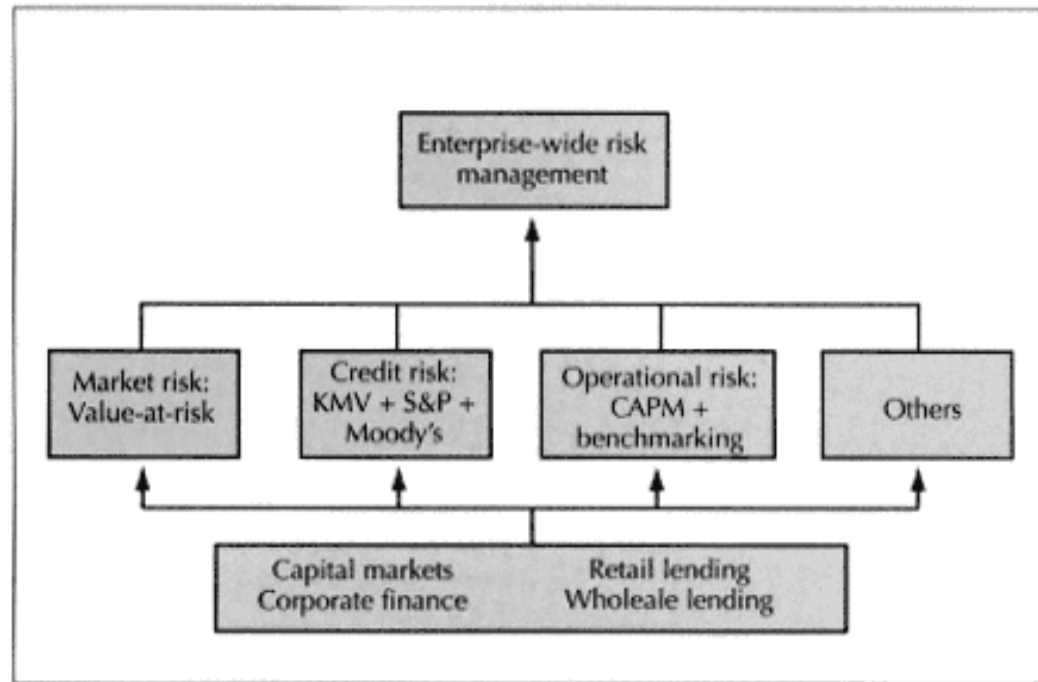 Enterprise-wide risk
management
Market risk:
Value-at-risk
Credit risk:
KMV + S&P +
Moody's
Operational risk:
CAPM +
benchmarking
Others
Capital markets
Corporate finance
Retail lending
Wholeale lending